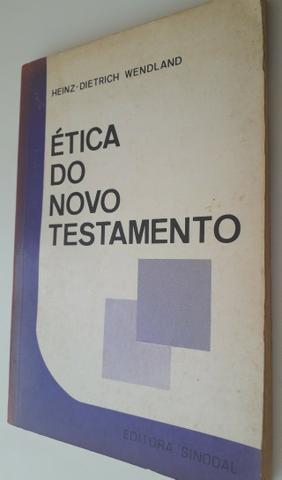 HEINZ-DIETRICH WENDLAND
ÉTICA
DO
NOVO
TESTAMENTO
EDITORA SINODAL